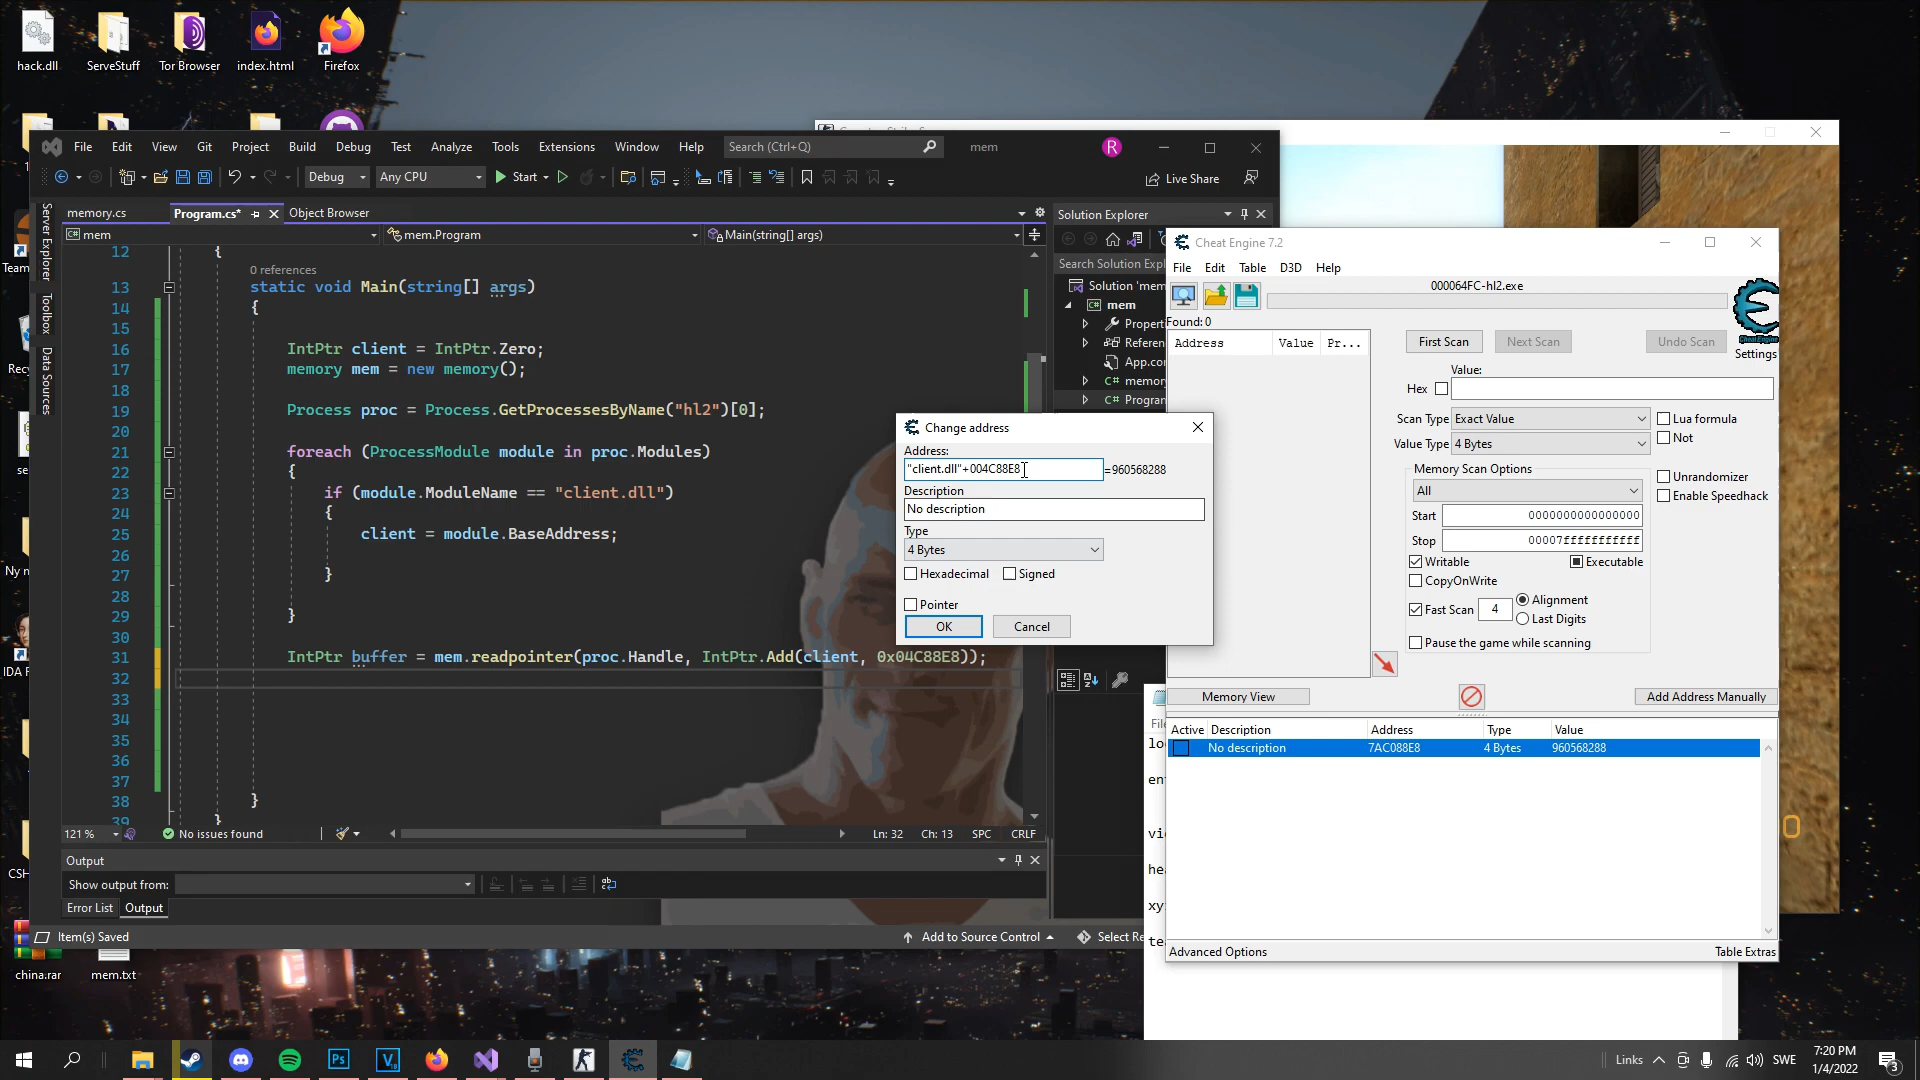 hack.dll
ServeStuff
Tor Browser
index.html
Firefox
File Edit View Git Project Build Debug Test Analyze Tools Extensions Window Help Search (Ctrl+Q) mem R
Debug Any CPU Start Live Share
Server Explorer
Toolbox
Data Sources
memory.cs Program.cs* Object Browser
mem mem.Program Main(string[] args)
12 {
0 references
13 static void Main(string[] args)
14 {
15
16 IntPtr client = IntPtr.Zero;
17 memory mem = new memory();
18
19 Process proc = Process.GetProcessesByName("hl2")[0];
20
21 foreach (ProcessModule module in proc.Modules)
22 {
23 if (module.ModuleName == "client.dll")
24 {
25 client = module.BaseAddress;
26
27 }
28
29 }
30
31 IntPtr buffer = mem.readpointer(proc.Handle, IntPtr.Add(client, 0x04C88E8));
32
33
34
35
36
37
38 }
39 }
121 % No issues found Ln: 32 Ch: 13 SPC CRLF
Output
Show output from:
Error List Output
Item(s) Saved Add to Source Control Select Re
Solution Explorer
Search Solution Expl
Solution 'mem
mem
Propert
Referen
App.con
memory
Program
Change address
Address:
"client.dll"+004C88E8 =960568288
Description
No description
Type
4 Bytes
Hexadecimal Signed
Pointer
OK Cancel
Cheat Engine 7.2
File Edit Table D3D Help
000064FC-hl2.exe
Found: 0
Address Value Pr...
First Scan Next Scan Undo Scan
Settings
Value:
Hex
Scan Type Exact Value
Value Type 4 Bytes
Lua formula
Not
Memory Scan Options
All
Start 0000000000000000
Stop 00007fffffffffff
Writable Executable
CopyOnWrite
Fast Scan 4 Alignment
Last Digits
Pause the game while scanning
Unrandomizer
Enable Speedhack
Memory View Add Address Manually
Active Description Address Type Value
No description 7AC088E8 4 Bytes 960568288
Advanced Options Table Extras
china.rar
mem.txt
Links SWE
7:20 PM
1/4/2022
3